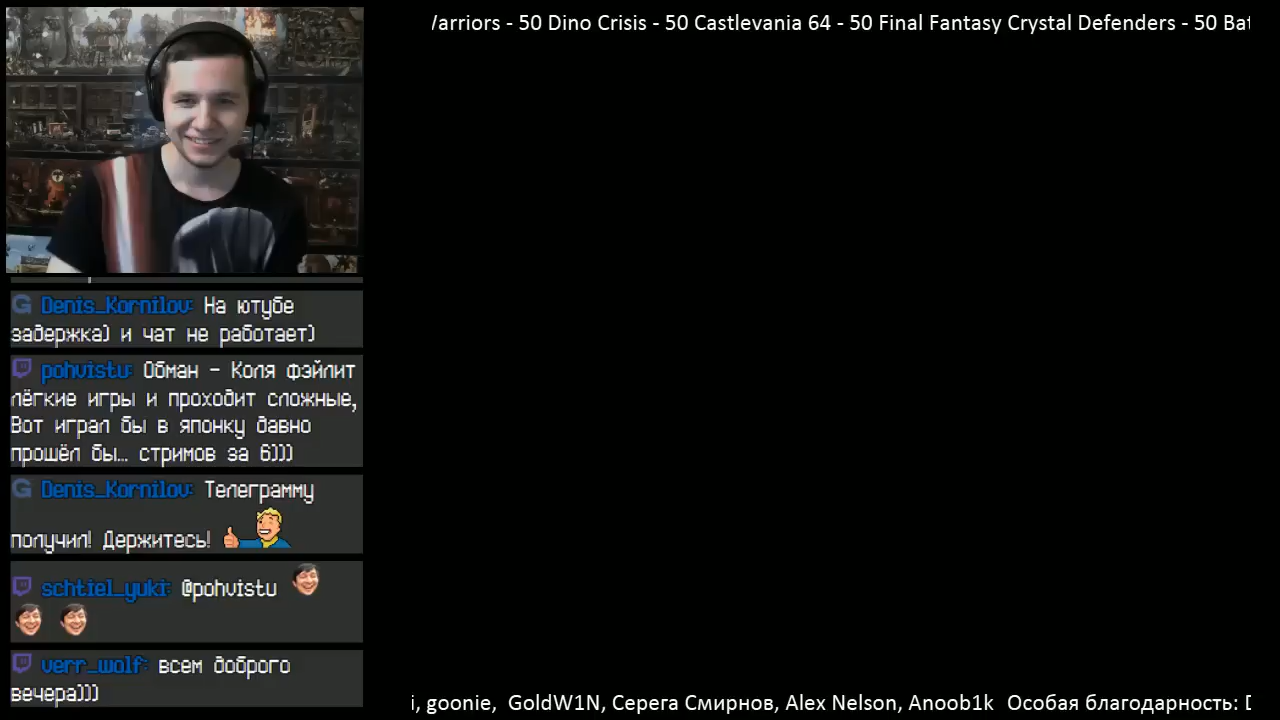 /arriors - 50 Dino Crisis - 50 Castlevania 64 - 50 Final Fantasy Crystal Defenders - 50 Bat
Denis_Kornilov: На ютубе
задержка) и чат не работает)
pohvistu: Обман - Коля фэйлит
лёгкие игры и проходит сложные,
Вот играл бы в японку давно
прошёл бы... стримов за 6)))
Denis_Kornilov: Телеграмму
получил! Держитесь!
schtiel_yuki: @pohvistu
verr_wolf: всем доброго
вечера)))
i, goonie, GoldW1N, Серега Смирнов, Alex Nelson, Anoob1k Особая благодарность: